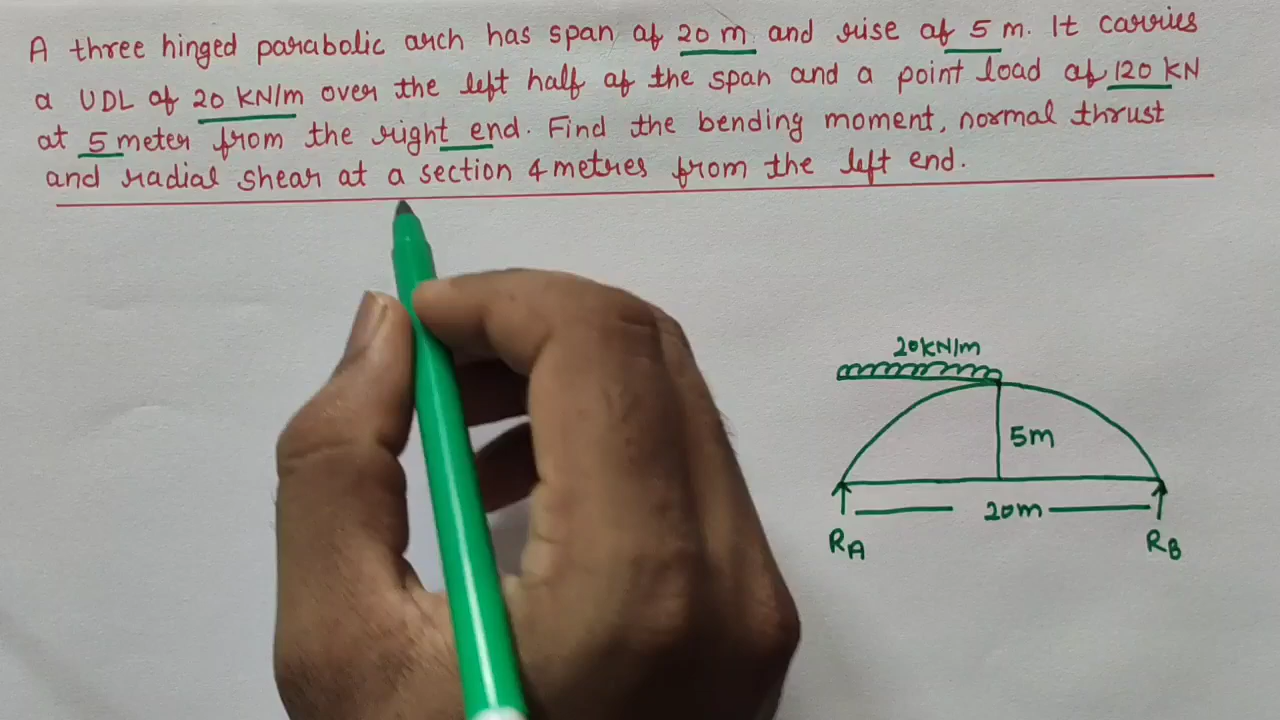 A three hinged parabolic arch has span of 20 m and rise of 5 m. It carries
a UDL of 20 KN/m over the left half of the span and a point load of 120 KN
at 5 meter from the right end. Find the bending moment, normal thrust
and radial shear at a section 4 metres from the left end.
20kN/m
5m
20m
RA
RB